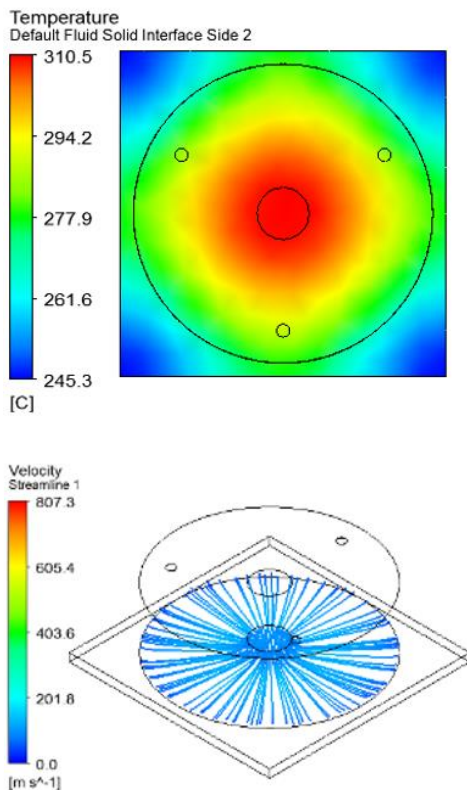 Temperature
Default Fluid Solid Interface Side 2
310.5
294.2
277.9
261.6
245.3
[C]
Velocity
Streamline 1
807.3
605.4
403.6
201.8
0.0
[m s^-1]